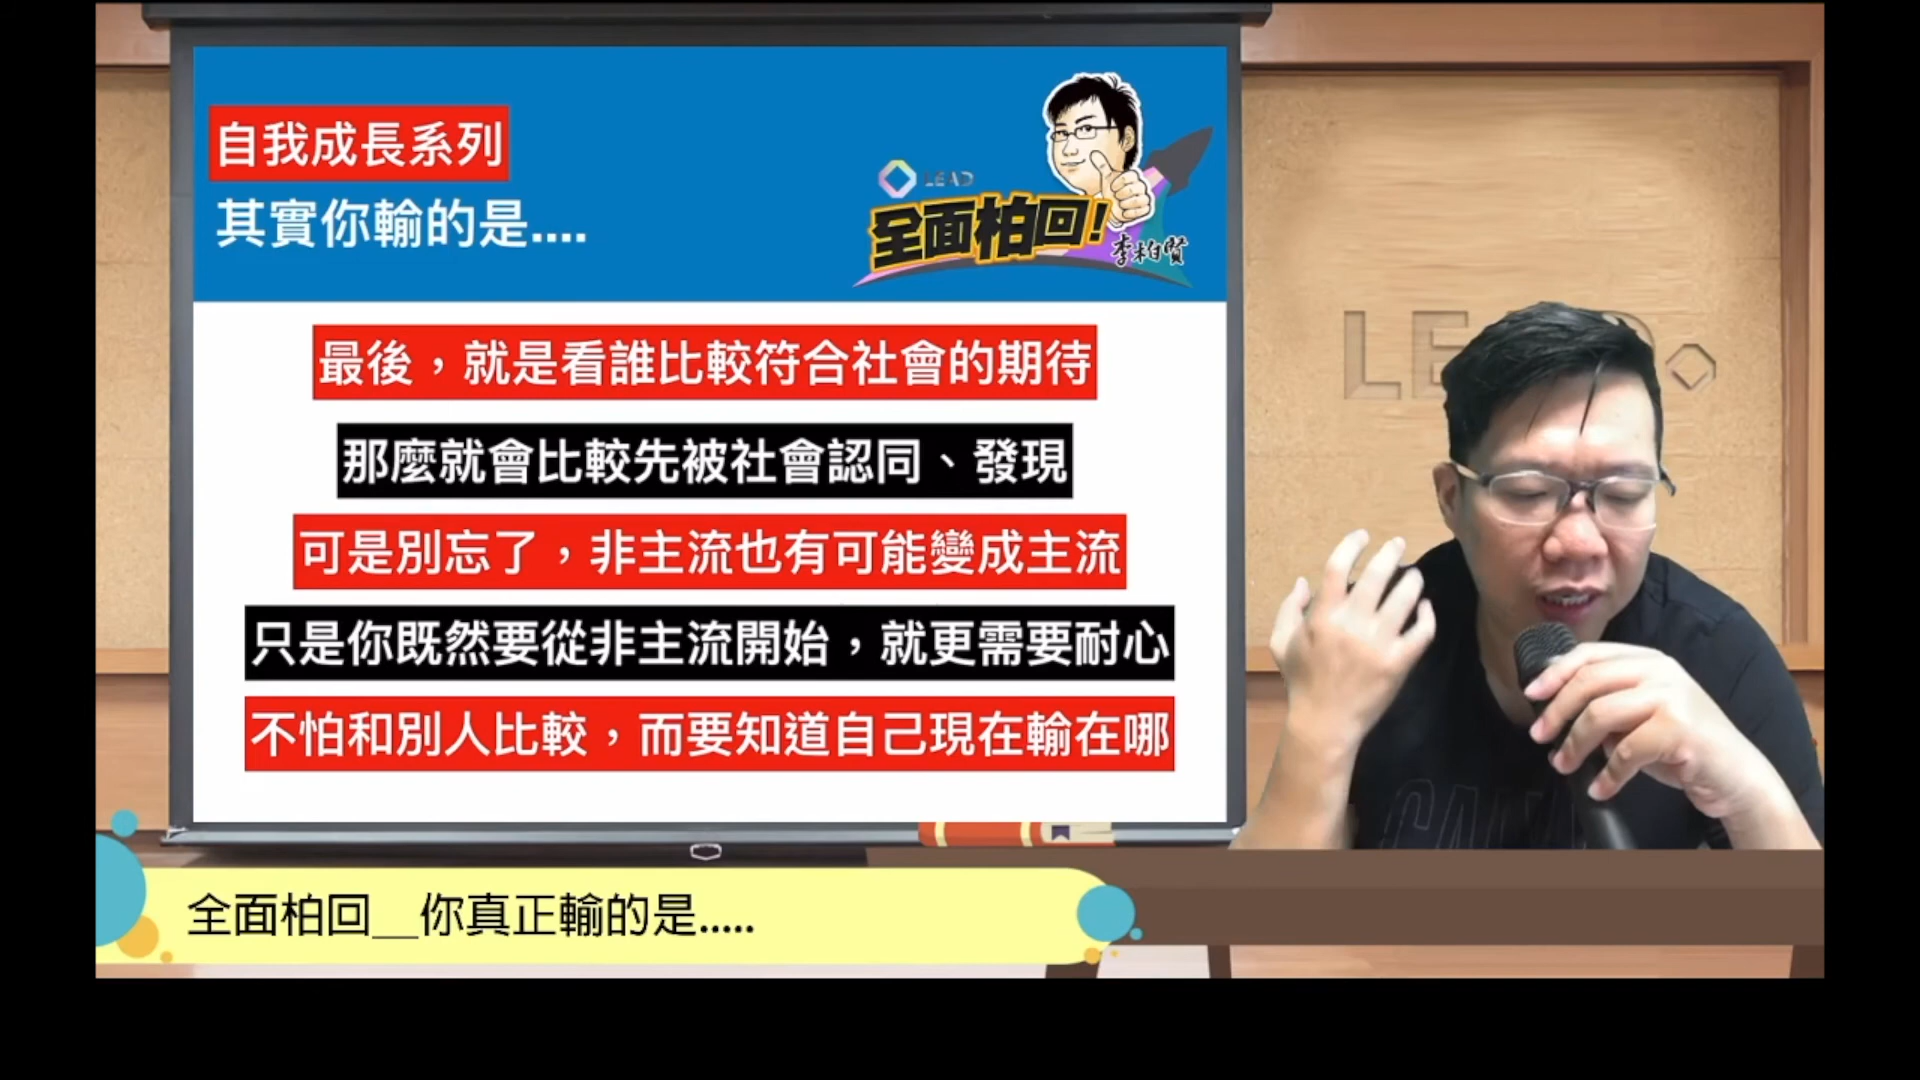 自我成長系列
其實你輸的是....
LEAD
全面柏回!
李柏賢
最後，就是看誰比較符合社會的期待
那麼就會比較先被社會認同、發現
可是別忘了，非主流也有可能變成主流
只是你既然要從非主流開始，就更需要耐心
不怕和別人比較，而要知道自己現在輸在哪
全面柏回__你真正輸的是.....